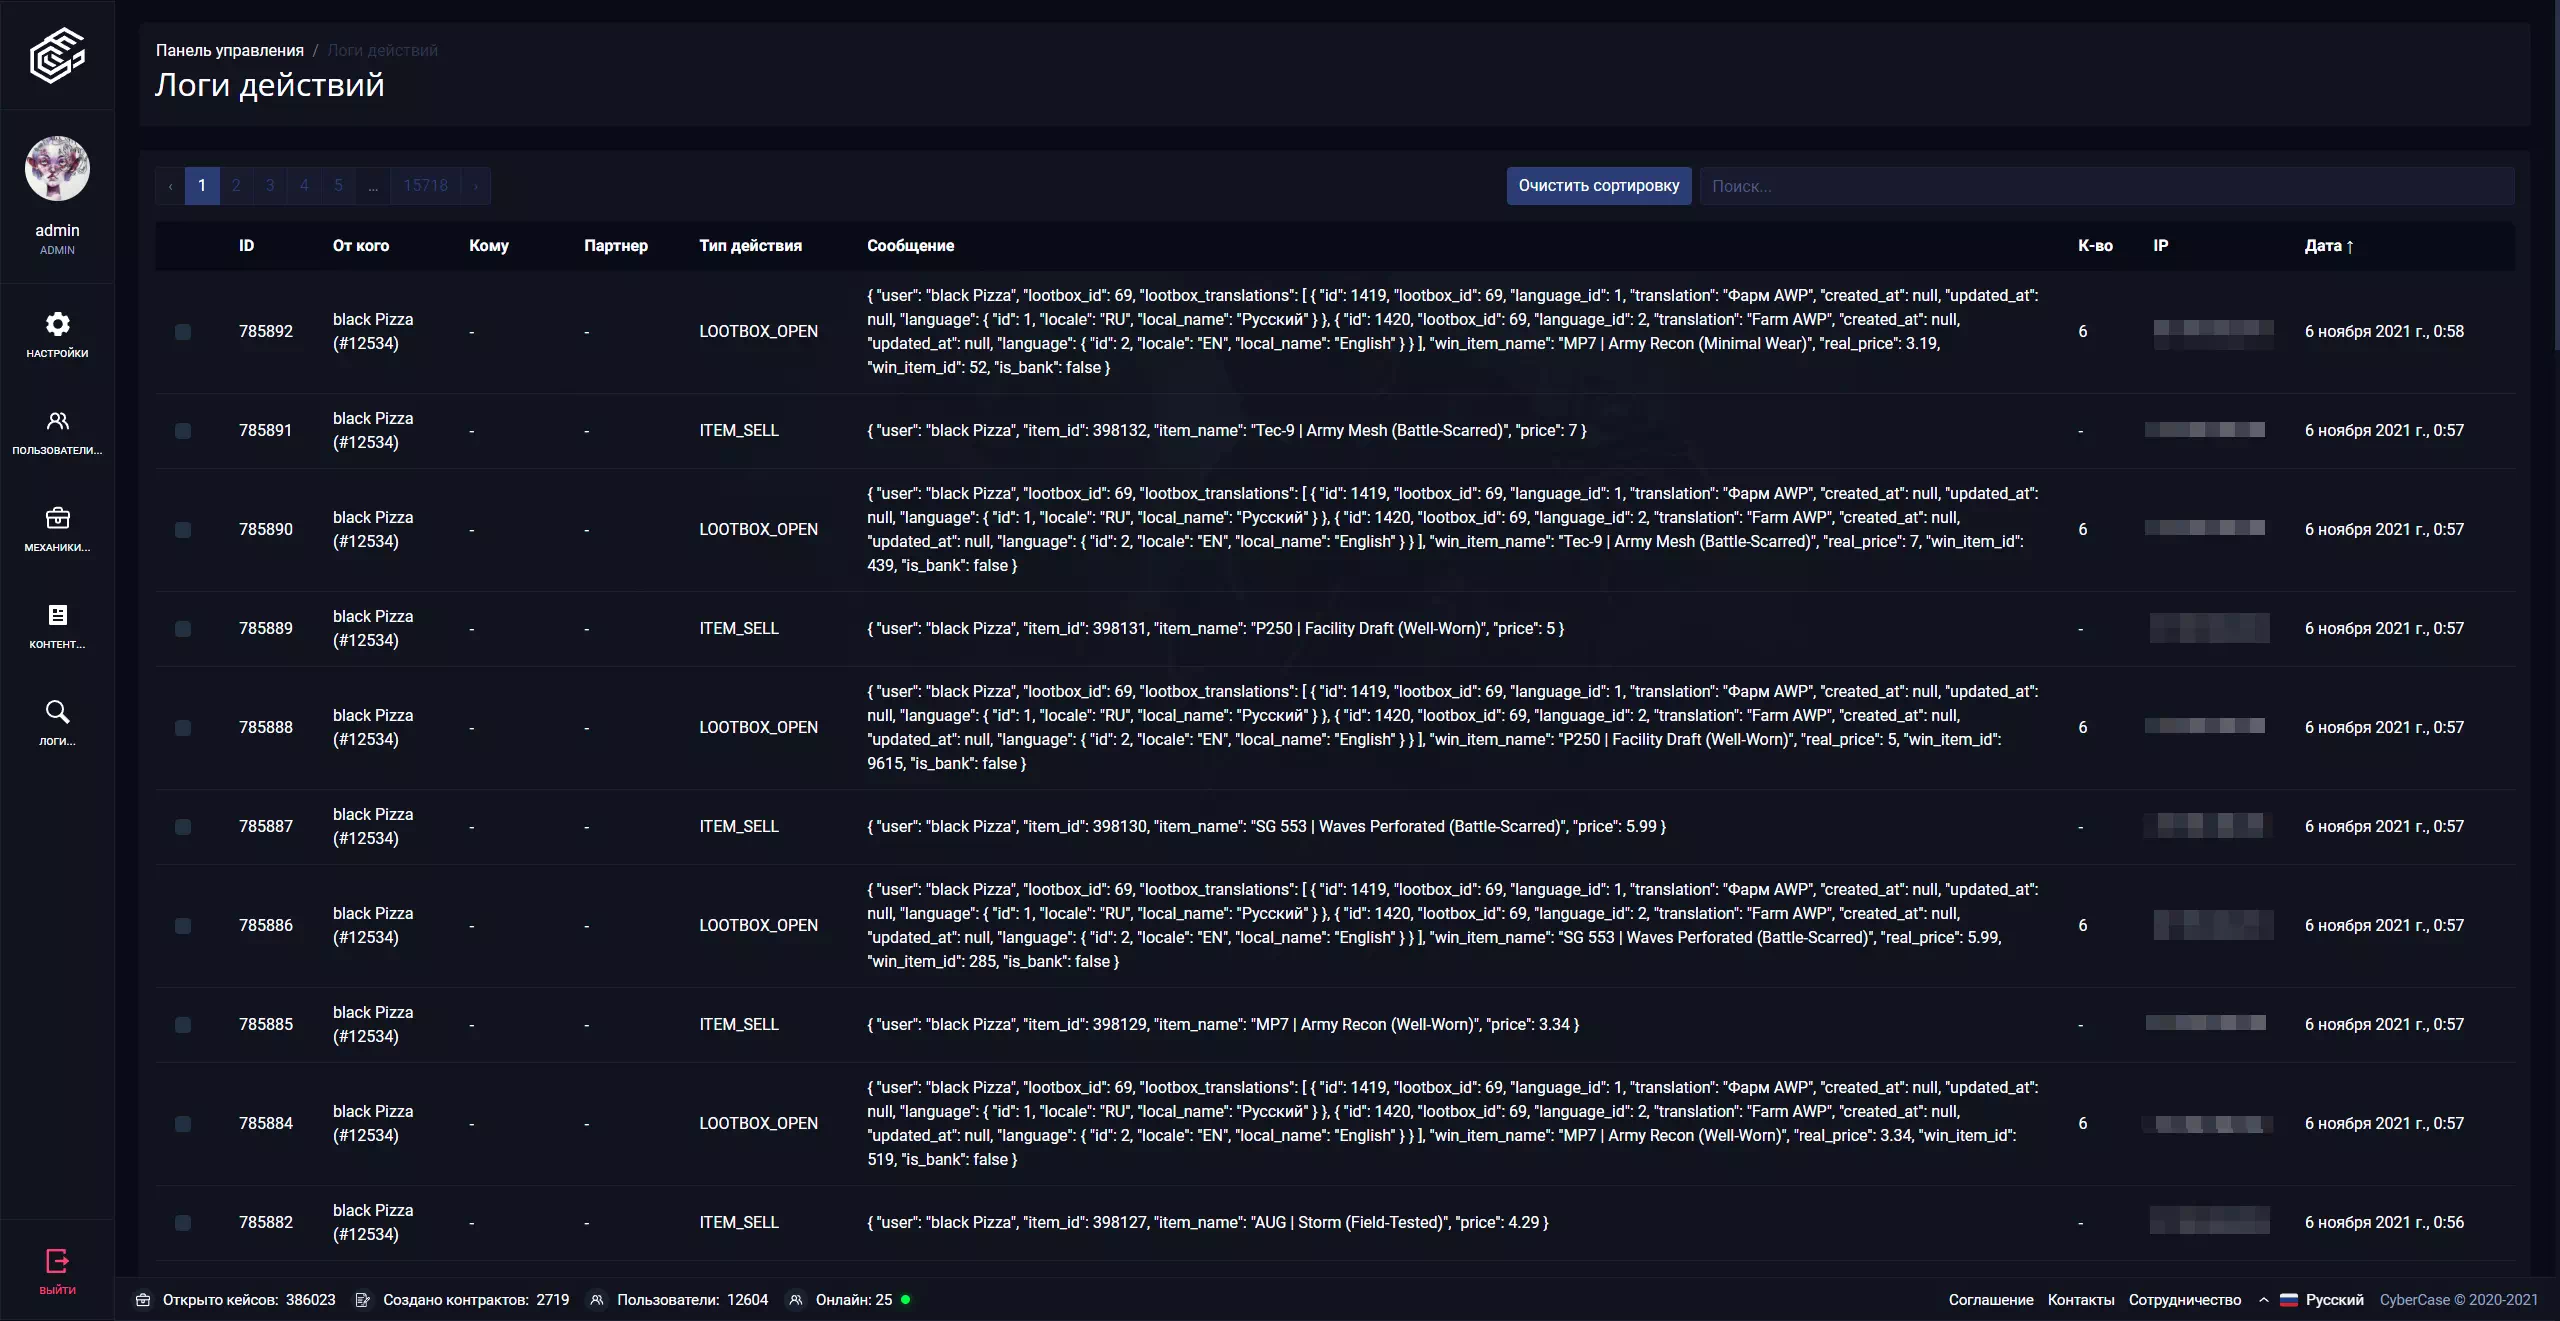 Панель управления / Логи действий
Логи действий
admin
ADMIN
НАСТРОЙКИ
ПОЛЬЗОВАТЕЛИ...
МЕХАНИКИ...
КОНТЕНТ...
ЛОГИ...
ВЫЙТИ
‹ 1 2 3 4 5 ... 15718 ›
Очистить сортировку Поиск...
ID От кого Кому Партнер Тип действия Сообщение К-во IP Дата ↑
785892 black Pizza (#12534) - - LOOTBOX_OPEN
{ "user": "black Pizza", "lootbox_id": 69, "lootbox_translations": [ { "id": 1419, "lootbox_id": 69, "language_id": 1, "translation": "Фарм AWP", "created_at": null, "updated_at":
null, "language": { "id": 1, "locale": "RU", "local_name": "Русский" } }, { "id": 1420, "lootbox_id": 69, "language_id": 2, "translation": "Farm AWP", "created_at": null,
"updated_at": null, "language": { "id": 2, "locale": "EN", "local_name": "English" } } ], "win_item_name": "MP7 | Army Recon (Minimal Wear)", "real_price": 3.19,
"win_item_id": 52, "is_bank": false }
6 6 ноября 2021 г., 0:58
785891 black Pizza (#12534) - - ITEM_SELL
{ "user": "black Pizza", "item_id": 398132, "item_name": "Tec-9 | Army Mesh (Battle-Scarred)", "price": 7 }
- 6 ноября 2021 г., 0:57
785890 black Pizza (#12534) - - LOOTBOX_OPEN
{ "user": "black Pizza", "lootbox_id": 69, "lootbox_translations": [ { "id": 1419, "lootbox_id": 69, "language_id": 1, "translation": "Фарм AWP", "created_at": null, "updated_at":
null, "language": { "id": 1, "locale": "RU", "local_name": "Русский" } }, { "id": 1420, "lootbox_id": 69, "language_id": 2, "translation": "Farm AWP", "created_at": null,
"updated_at": null, "language": { "id": 2, "locale": "EN", "local_name": "English" } } ], "win_item_name": "Tec-9 | Army Mesh (Battle-Scarred)", "real_price": 7, "win_item_id":
439, "is_bank": false }
6 6 ноября 2021 г., 0:57
785889 black Pizza (#12534) - - ITEM_SELL
{ "user": "black Pizza", "item_id": 398131, "item_name": "P250 | Facility Draft (Well-Worn)", "price": 5 }
- 6 ноября 2021 г., 0:57
785888 black Pizza (#12534) - - LOOTBOX_OPEN
{ "user": "black Pizza", "lootbox_id": 69, "lootbox_translations": [ { "id": 1419, "lootbox_id": 69, "language_id": 1, "translation": "Фарм AWP", "created_at": null, "updated_at":
null, "language": { "id": 1, "locale": "RU", "local_name": "Русский" } }, { "id": 1420, "lootbox_id": 69, "language_id": 2, "translation": "Farm AWP", "created_at": null,
"updated_at": null, "language": { "id": 2, "locale": "EN", "local_name": "English" } } ], "win_item_name": "P250 | Facility Draft (Well-Worn)", "real_price": 5, "win_item_id":
9615, "is_bank": false }
6 6 ноября 2021 г., 0:57
785887 black Pizza (#12534) - - ITEM_SELL
{ "user": "black Pizza", "item_id": 398130, "item_name": "SG 553 | Waves Perforated (Battle-Scarred)", "price": 5.99 }
- 6 ноября 2021 г., 0:57
785886 black Pizza (#12534) - - LOOTBOX_OPEN
{ "user": "black Pizza", "lootbox_id": 69, "lootbox_translations": [ { "id": 1419, "lootbox_id": 69, "language_id": 1, "translation": "Фарм AWP", "created_at": null, "updated_at":
null, "language": { "id": 1, "locale": "RU", "local_name": "Русский" } }, { "id": 1420, "lootbox_id": 69, "language_id": 2, "translation": "Farm AWP", "created_at": null,
"updated_at": null, "language": { "id": 2, "locale": "EN", "local_name": "English" } } ], "win_item_name": "SG 553 | Waves Perforated (Battle-Scarred)", "real_price": 5.99,
"win_item_id": 285, "is_bank": false }
6 6 ноября 2021 г., 0:57
785885 black Pizza (#12534) - - ITEM_SELL
{ "user": "black Pizza", "item_id": 398129, "item_name": "MP7 | Army Recon (Well-Worn)", "price": 3.34 }
- 6 ноября 2021 г., 0:57
785884 black Pizza (#12534) - - LOOTBOX_OPEN
{ "user": "black Pizza", "lootbox_id": 69, "lootbox_translations": [ { "id": 1419, "lootbox_id": 69, "language_id": 1, "translation": "Фарм AWP", "created_at": null, "updated_at":
null, "language": { "id": 1, "locale": "RU", "local_name": "Русский" } }, { "id": 1420, "lootbox_id": 69, "language_id": 2, "translation": "Farm AWP", "created_at": null,
"updated_at": null, "language": { "id": 2, "locale": "EN", "local_name": "English" } } ], "win_item_name": "MP7 | Army Recon (Well-Worn)", "real_price": 3.34, "win_item_id":
519, "is_bank": false }
6 6 ноября 2021 г., 0:57
785882 black Pizza (#12534) - - ITEM_SELL
{ "user": "black Pizza", "item_id": 398127, "item_name": "AUG | Storm (Field-Tested)", "price": 4.29 }
- 6 ноября 2021 г., 0:56
Открыто кейсов: 386023 Создано контрактов: 2719 Пользователи: 12604 Онлайн: 25
Соглашение Контакты Сотрудничество Русский CyberCase © 2020-2021